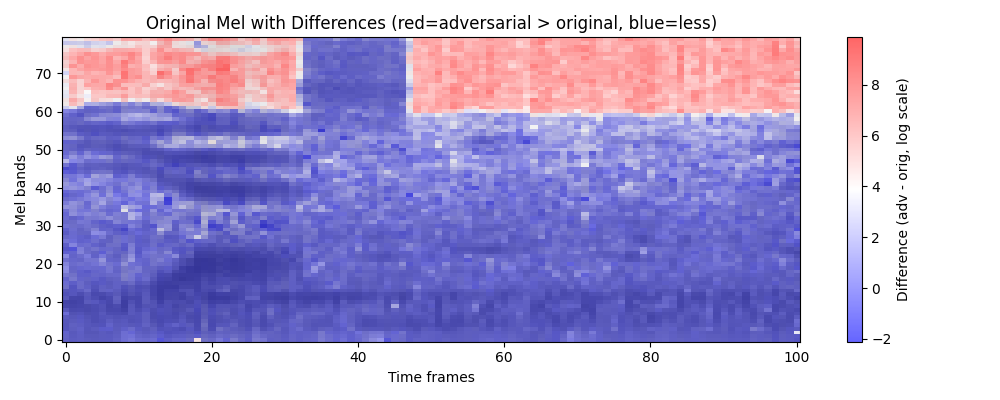 Original Mel with Differences (red=adversarial > original, blue=less)
Mel bands
70
60
50
40
30
20
10
0
0 20 40 60 80 100
Time frames
8
6
4
2
0
−2
Difference (adv - orig, log scale)